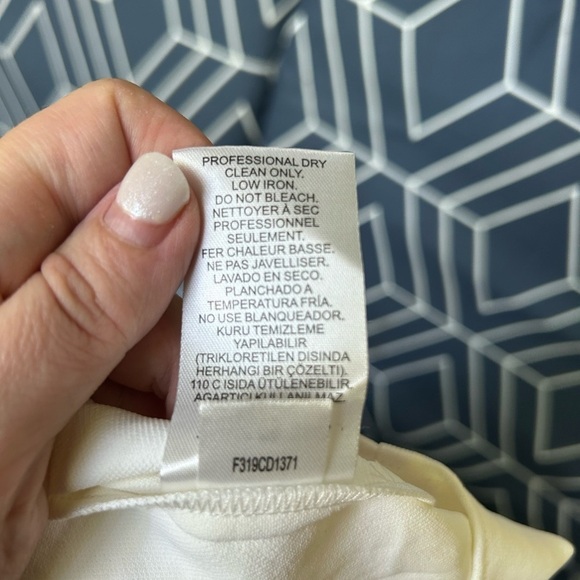 PROFESSIONAL DRY
CLEAN ONLY.
LOW IRON.
DO NOT BLEACH.
NETTOYER À SEC
PROFESSIONNEL
SEULEMENT.
FER CHALEUR BASSE.
NE PAS JAVELLISER.
LAVADO EN SECO.
PLANCHADO A
TEMPERATURA FRÍA.
NO USE BLANQUEADOR.
KURU TEMIZLEME
YAPILABILIR
(TRIKLORETILEN DISINDA
HERHANGI BIR ÇÖZELTI).
110 C ISIDA ÜTÜLENEBILIR.
AGARTICI KULLANILMAZ
F319CD1371